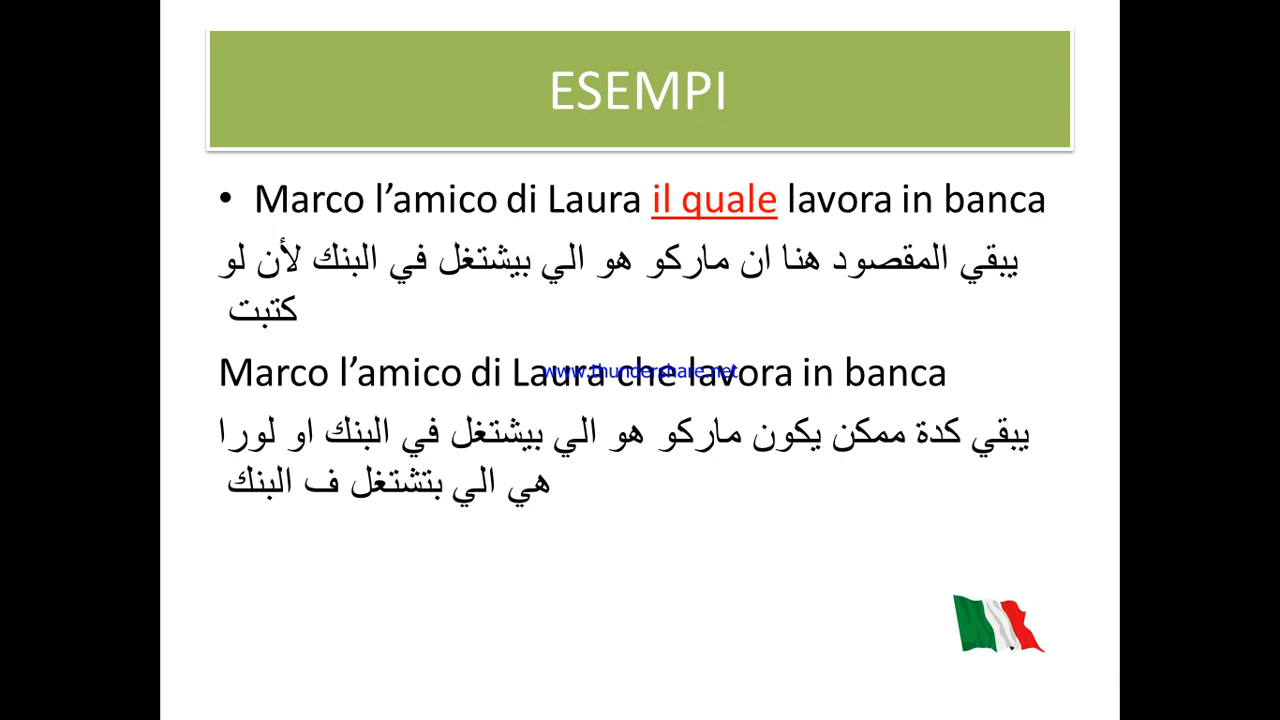 ESEMPI
• Marco l’amico di Laura il quale lavora in banca
يبقي المقصود هنا ان ماركو هو الي بيشتغل في البنك لأن لو
كتبت
Marco l’amico di Laura che lavora in banca
www.thundershare.net
يبقي كدة ممكن يكون ماركو هو الي بيشتغل في البنك او لورا
هي الي بتشتغل ف البنك